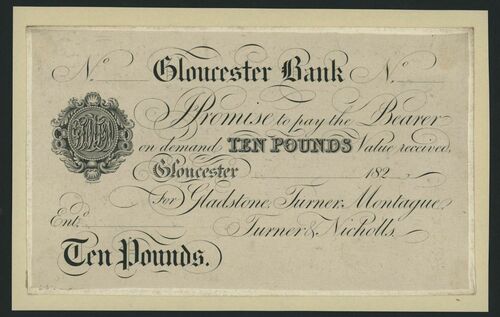 No. Gloucester Bank No.
I Promise to pay the Bearer
on demand TEN POUNDS Value received.
Gloucester 182
For Gladstone, Turner, Montague,
Entd. Turner & Nicholls.
Ten Pounds.